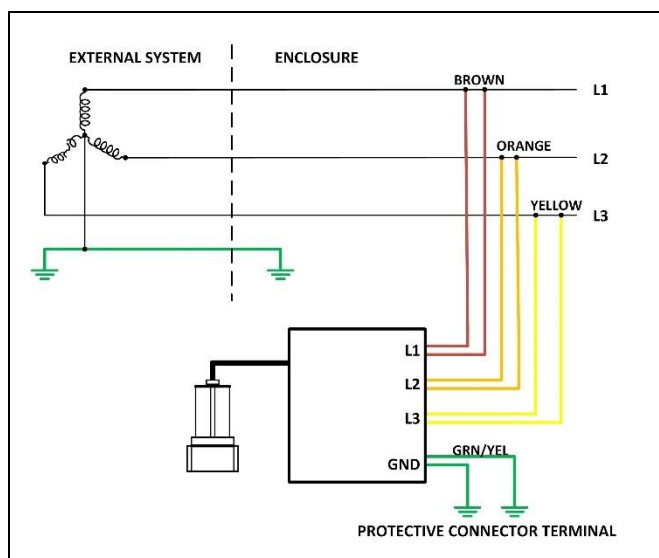 EXTERNAL SYSTEM
ENCLOSURE
BROWN
L1
ORANGE
L2
YELLOW
L3
L1
L2
L3
GRN/YEL
GND
PROTECTIVE CONNECTOR TERMINAL